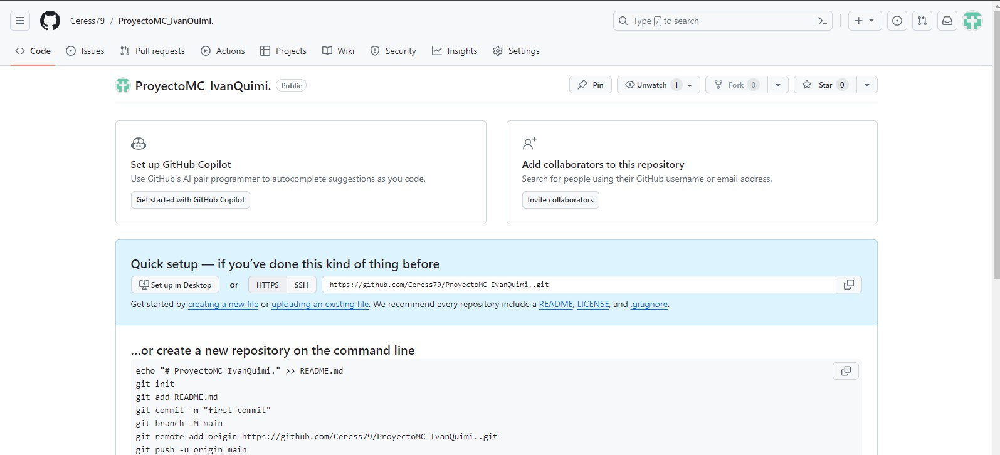 Ceress79 / ProyectoMC_IvanQuimi.
Type / to search
Code Issues Pull requests Actions Projects Wiki Security Insights Settings
ProyectoMC_IvanQuimi. Public
Pin Unwatch 1 Fork 0 Star 0
Set up GitHub Copilot
Use GitHub's AI pair programmer to autocomplete suggestions as you code.
Get started with GitHub Copilot
Add collaborators to this repository
Search for people using their GitHub username or email address.
Invite collaborators
Quick setup — if you’ve done this kind of thing before
Set up in Desktop or HTTPS SSH https://github.com/Ceress79/ProyectoMC_IvanQuimi..git
Get started by creating a new file or uploading an existing file. We recommend every repository include a README, LICENSE, and .gitignore.
…or create a new repository on the command line
echo "# ProyectoMC_IvanQuimi." >> README.md
git init
git add README.md
git commit -m "first commit"
git branch -M main
git remote add origin https://github.com/Ceress79/ProyectoMC_IvanQuimi..git
git push -u origin main